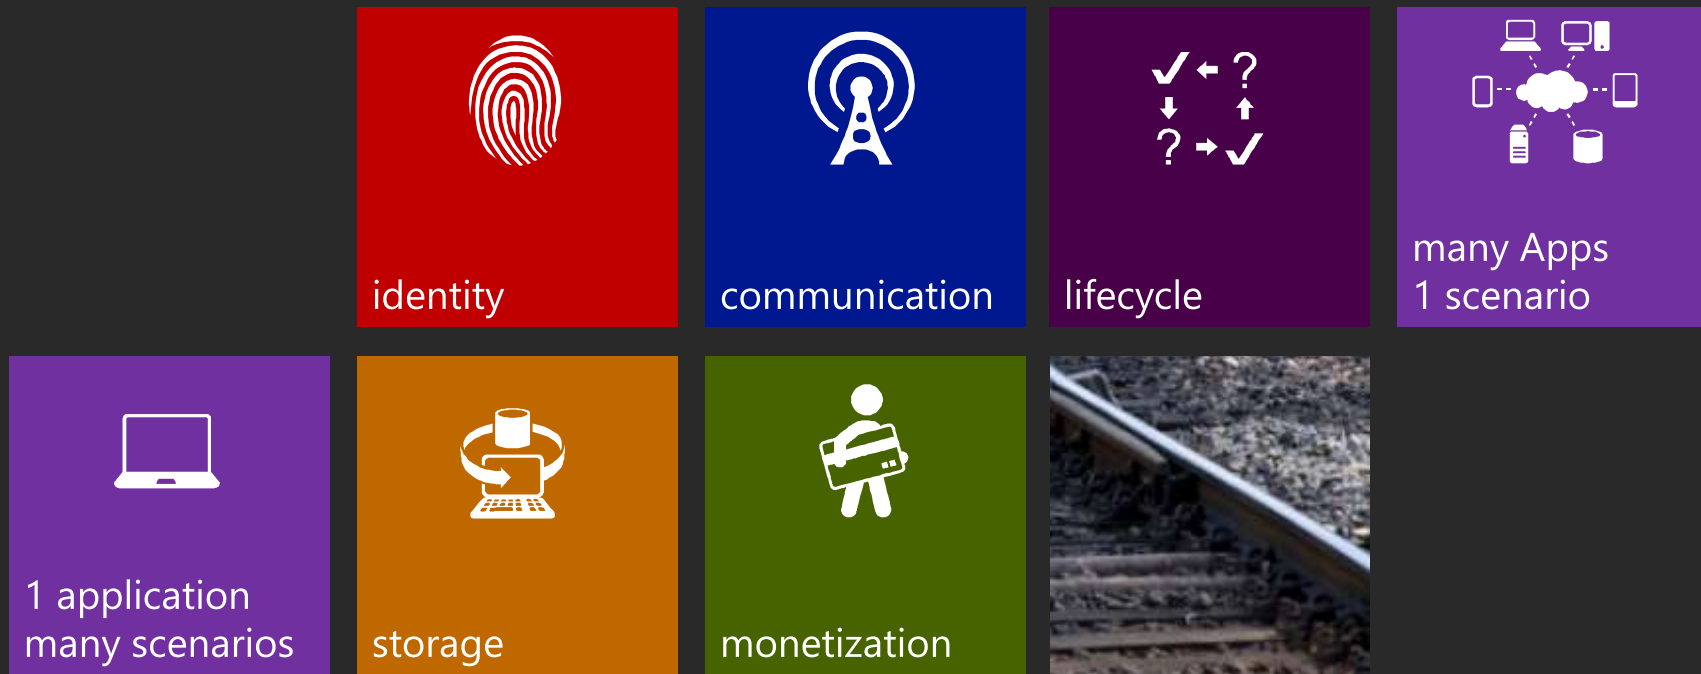 identity
communication
lifecycle
many Apps
1 scenario
1 application
many scenarios
storage
monetization